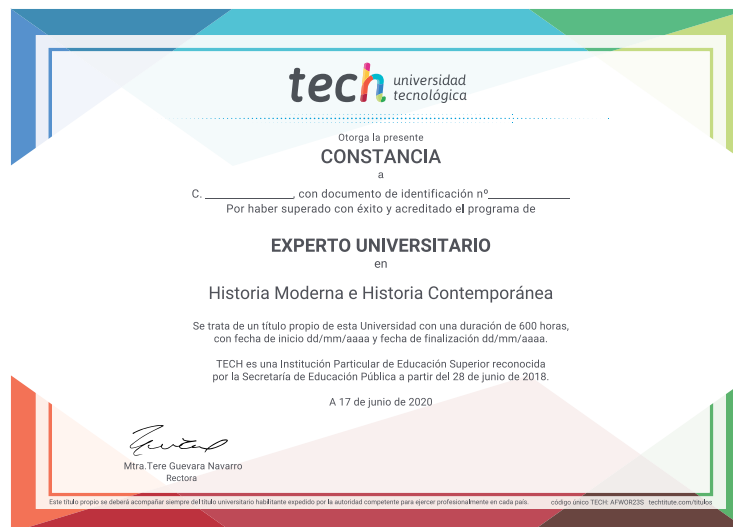 tech universidad
tecnológica
Otorga la presente
CONSTANCIA
a
C. ______________, con documento de identificación nº______________
Por haber superado con éxito y acreditado el programa de
EXPERTO UNIVERSITARIO
en
Historia Moderna e Historia Contemporánea
Se trata de un título propio de esta Universidad con una duración de 600 horas,
con fecha de inicio dd/mm/aaaa y fecha de finalización dd/mm/aaaa.
TECH es una Institución Particular de Educación Superior reconocida
por la Secretaría de Educación Pública a partir del 28 de junio de 2018.
A 17 de junio de 2020
Mtra.Tere Guevara Navarro
Rectora
Este título propio se deberá acompañar siempre del título universitario habilitante expedido por la autoridad competente para ejercer profesionalmente en cada país. código único TECH: AFWOR23S techtitute.com/titulos